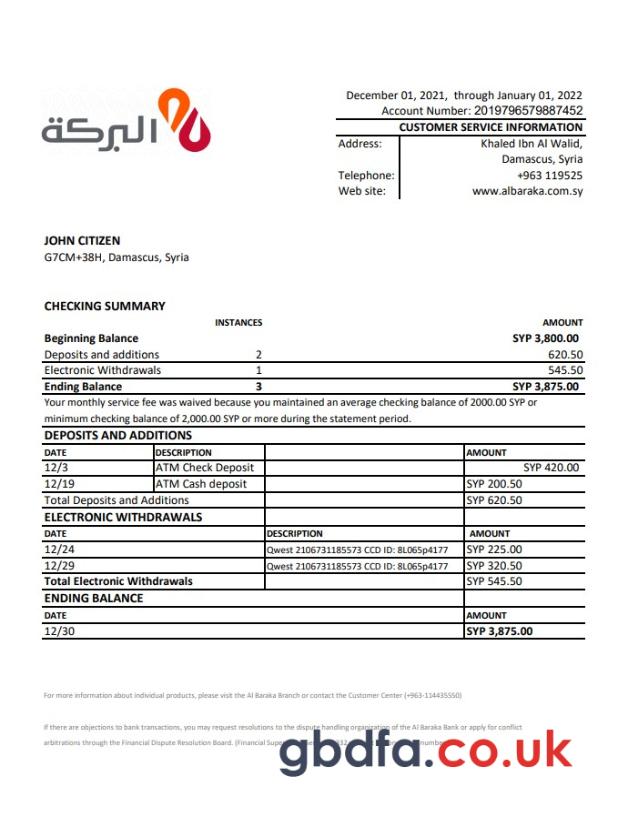 البركة
December 01, 2021, through January 01, 2022
Account Number: 2019796579887452
CUSTOMER SERVICE INFORMATION
Address: Khaled Ibn Al Walid,
Damascus, Syria
Telephone: +963 119525
Web site: www.albaraka.com.sy
JOHN CITIZEN
G7CM+38H, Damascus, Syria
CHECKING SUMMARY
INSTANCES AMOUNT
Beginning Balance SYP 3,800.00
Deposits and additions 2 620.50
Electronic Withdrawals 1 545.50
Ending Balance 3 SYP 3,875.00
Your monthly service fee was waived because you maintained an average checking balance of 2000.00 SYP or
minimum checking balance of 2,000.00 SYP or more during the statement period.
DEPOSITS AND ADDITIONS
DATE DESCRIPTION AMOUNT
12/3 ATM Check Deposit SYP 420.00
12/19 ATM Cash deposit SYP 200.50
Total Deposits and Additions SYP 620.50
ELECTRONIC WITHDRAWALS
DATE DESCRIPTION AMOUNT
12/24 Qwest 2106731185573 CCD ID: 8L065p4177 SYP 225.00
12/29 Qwest 2106731185573 CCD ID: 8L065p4177 SYP 320.50
Total Electronic Withdrawals SYP 545.50
ENDING BALANCE
DATE AMOUNT
12/30 SYP 3,875.00
For more information about individual products, please visit the Al Baraka Branch or contact the Customer Center (+963-114435550)
If there are objections to bank transactions, you may request resolutions to the dispute handling organization of the Al Baraka Bank or apply for conflict
arbitrations through the Financial Dispute Resolution Board. (Financial
gbdfa.co.uk